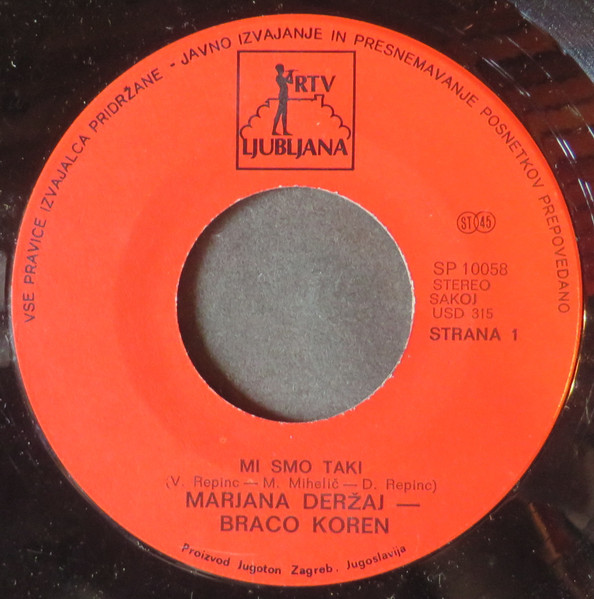 VSE PRAVICE IZVAJALCA PRIDRŽANE - JAVNO IZVAJANJE IN PRESNEMAVANJE POSNETKOV PREPOVEDANO
RTV
LJUBLJANA
ST 45
SP 10058
STEREO
SAKOJ
USD 315
STRANA 1
MI SMO TAKI
(V. Repinc — M. Mihelič — D. Repinc)
MARJANA DERŽAJ —
BRACO KOREN
Proizvod Jugoton Zagreb. Jugoslavija